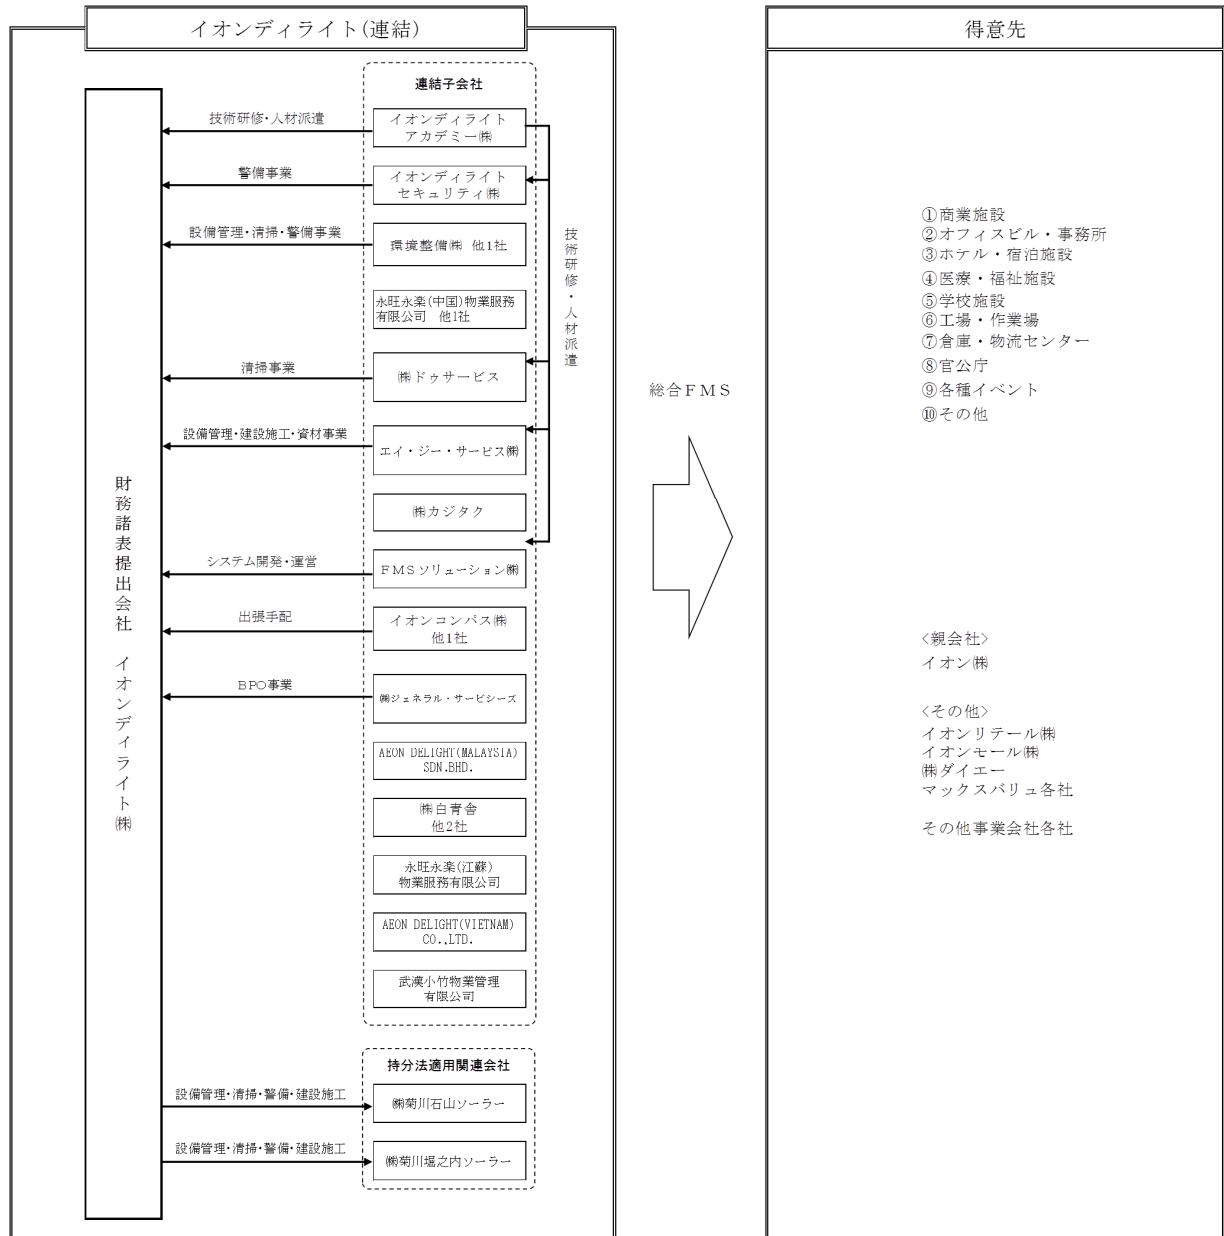 イオンディライト(連結)
連結子会社
技術研修・人材派遣
イオンディライト
アカデミー㈱
警備事業
イオンディライト
セキュリティ㈱
設備管理・清掃・警備事業
環境整備㈱ 他1社
永旺永楽(中国)物業服務
有限公司 他1社
清掃事業
㈱ドゥサービス
設備管理・建設施工・資材事業
エイ・ジー・サービス㈱
㈱カジタク
システム開発・運営
FMSソリューション㈱
出張手配
イオンコンパス㈱
他1社
BPO事業
㈱ジェネラル・サービシーズ
AEON DELIGHT(MALAYSIA)
SDN.BHD.
㈱白青舎
他2社
永旺永楽(江蘇)
物業服務有限公司
AEON DELIGHT(VIETNAM)
CO.,LTD.
武漢小竹物業管理
有限公司
技術研修・人材派遣
財務諸表提出会社 イオンディライト㈱
持分法適用関連会社
設備管理・清掃・警備・建設施工
㈱菊川石山ソーラー
設備管理・清掃・警備・建設施工
㈱菊川堀之内ソーラー
総合FMS
得意先
①商業施設
②オフィスビル・事務所
③ホテル・宿泊施設
④医療・福祉施設
⑤学校施設
⑥工場・作業場
⑦倉庫・物流センター
⑧官公庁
⑨各種イベント
⑩その他
<親会社>
イオン㈱
<その他>
イオンリテール㈱
イオンモール㈱
㈱ダイエー
マックスバリュ各社
その他事業会社各社